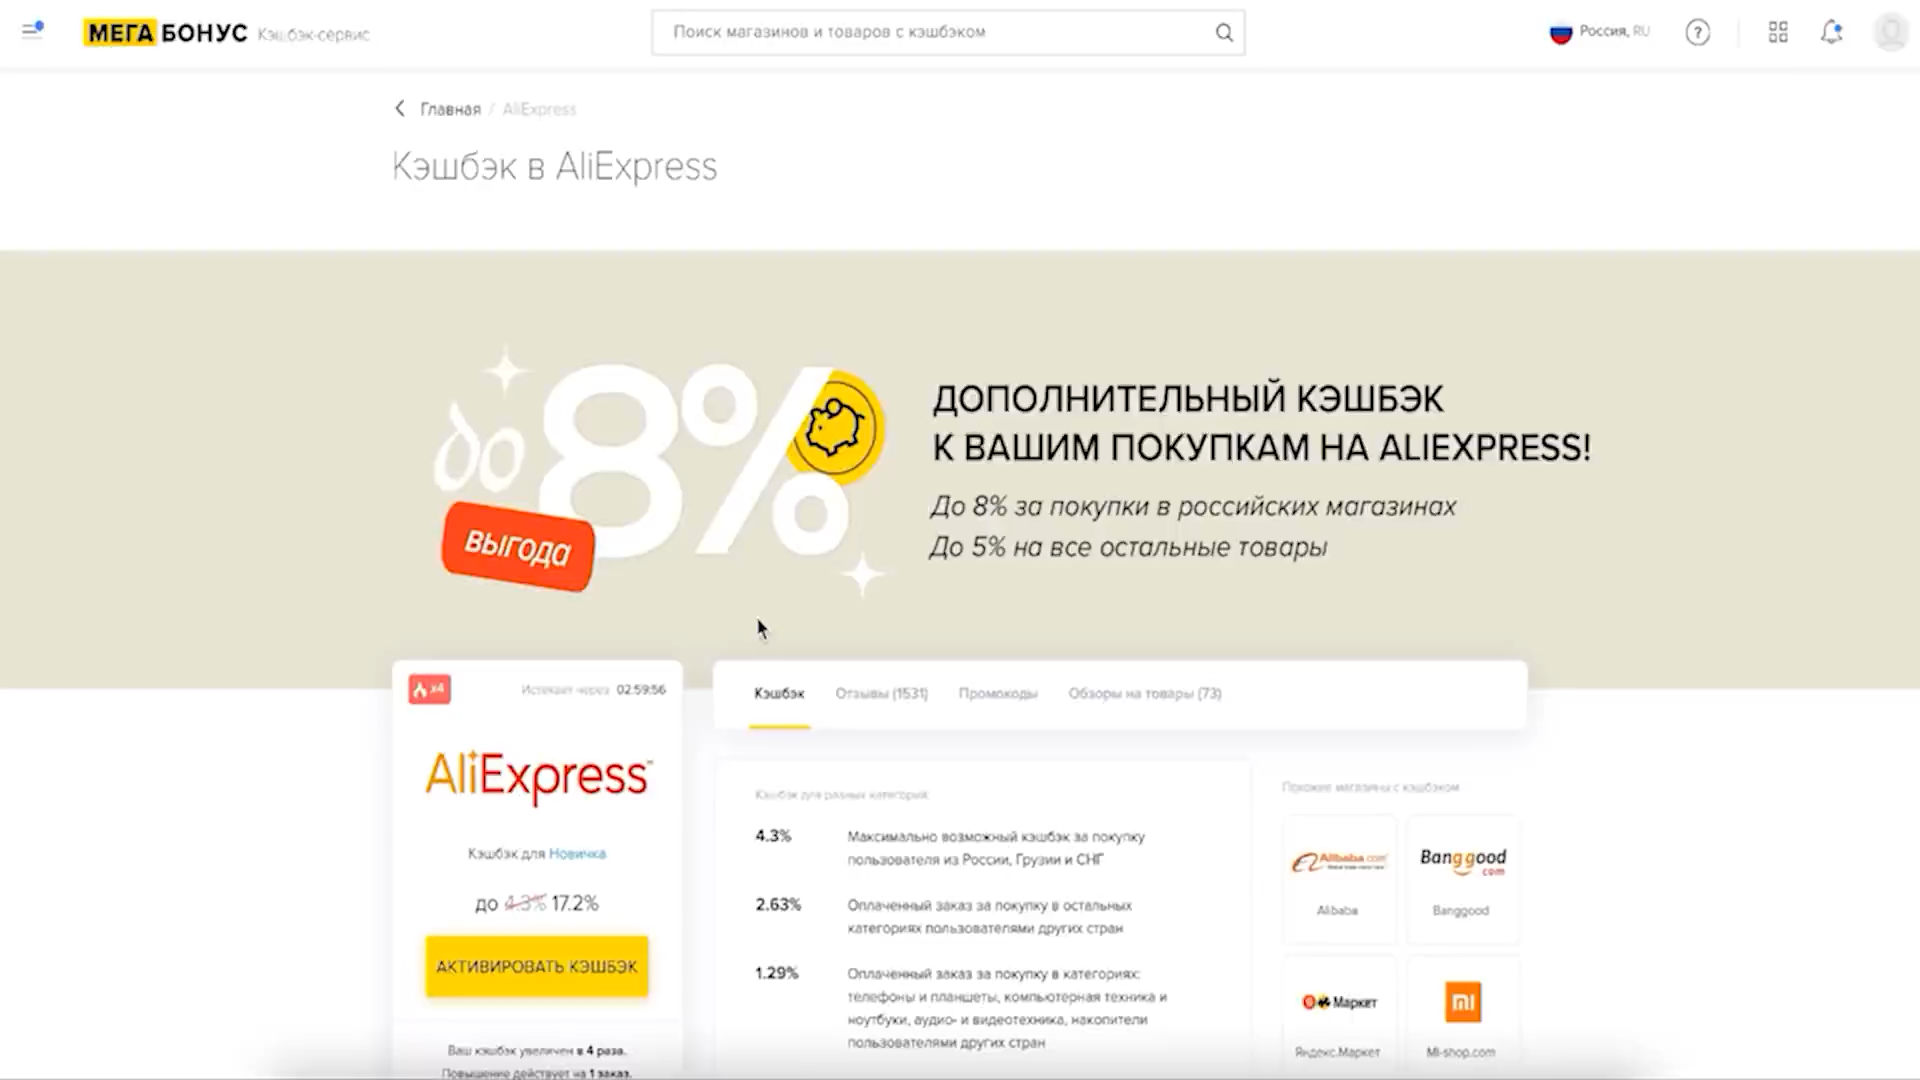 МЕГА БОНУС Кэшбэк-сервис
Поиск магазинов и товаров с кэшбэком
Россия, RU
?
Главная / AliExpress
Кэшбэк в AliExpress
до 8%
выгода
ДОПОЛНИТЕЛЬНЫЙ КЭШБЭК
К ВАШИМ ПОКУПКАМ НА ALIEXPRESS!
До 8% за покупки в российских магазинах
До 5% на все остальные товары
x4
Истекает через 02:59:56
AliExpress
Кэшбэк для Новичка
до 4.3% 17.2%
АКТИВИРОВАТЬ КЭШБЭК
Ваш кэшбэк увеличен в 4 раза.
Повышение действует на 1 заказ.
Кэшбэк
Отзывы (1531)
Промокоды
Обзоры на товары (73)
Кэшбэк для разных категорий
4.3%
Максимально возможный кэшбэк за покупку
пользователя из России, Грузии и СНГ
2.63%
Оплаченный заказ за покупку в остальных
категориях пользователями других стран
1.29%
Оплаченный заказ за покупку в категориях:
телефоны и планшеты, компьютерная техника и
ноутбуки, аудио- и видеотехника, накопители
пользователями других стран
Похожие магазины с кэшбэком
Alibaba.com
Alibaba
Banggood
.com
Banggood
Маркет
Яндекс.Маркет
mi
Mi-shop.com